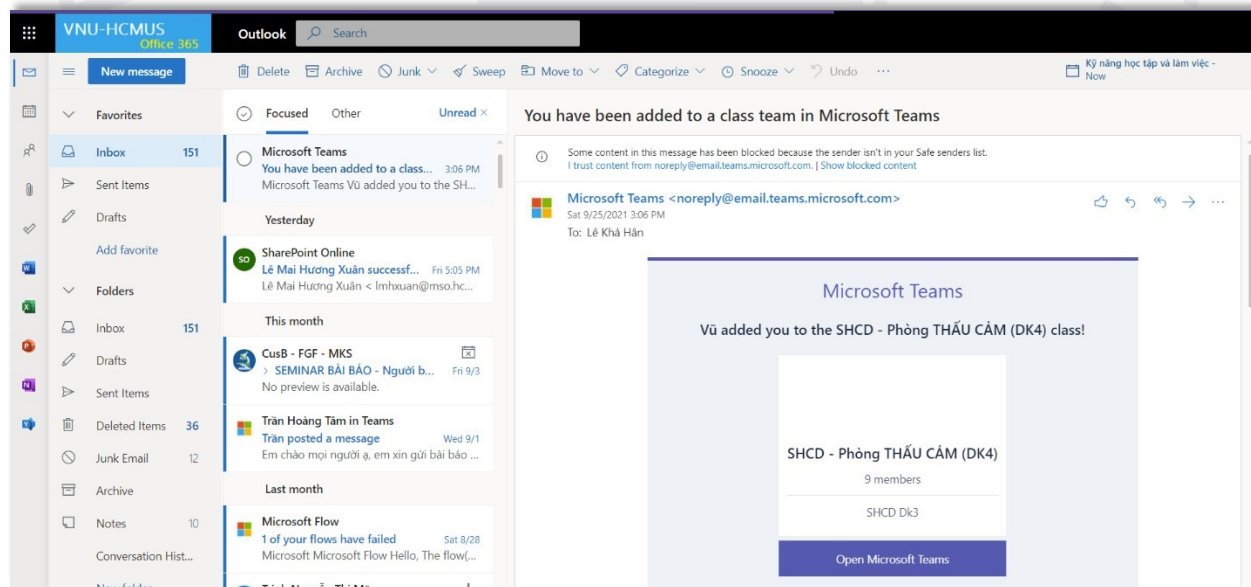 VNU-HCMUS
Office 365
Outlook
Search
New message
Delete
Archive
Junk
Sweep
Move to
Categorize
Snooze
Undo
Kỹ năng học tập và làm việc -
Now
Favorites
Inbox 151
Sent Items
Drafts
Add favorite
Folders
Inbox 151
Drafts
Sent Items
Deleted Items 36
Junk Email 12
Archive
Notes 10
Conversation Hist...
New folder
Focused
Other
Unread
Microsoft Teams
You have been added to a class... 3:06 PM
Microsoft Teams Vũ added you to the SH...
Yesterday
SO
SharePoint Online
Lê Mai Hương Xuân successf... Fri 5:05 PM
Lê Mai Hương Xuân < lmhxuan@mso.hc...
This month
CusB - FGF - MKS
> SEMINAR BÀI BÁO - Người b... Fri 9/3
No preview is available.
Trần Hoàng Tâm in Teams
Trần posted a message Wed 9/1
Em chào mọi người ạ, em xin gửi bài báo ...
Last month
Microsoft Flow
1 of your flows have failed Sat 8/28
Microsoft Microsoft Flow Hello, The flow(...
You have been added to a class team in Microsoft Teams
Some content in this message has been blocked because the sender isn't in your Safe senders list.
I trust content from noreply@email.teams.microsoft.com. | Show blocked content
Microsoft Teams <noreply@email.teams.microsoft.com>
Sat 9/25/2021 3:06 PM
To: Lê Khả Hân
Microsoft Teams
Vũ added you to the SHCD - Phòng THẤU CẢM (DK4) class!
SHCD - Phòng THẤU CẢM (DK4)
9 members
SHCD Dk3
Open Microsoft Teams